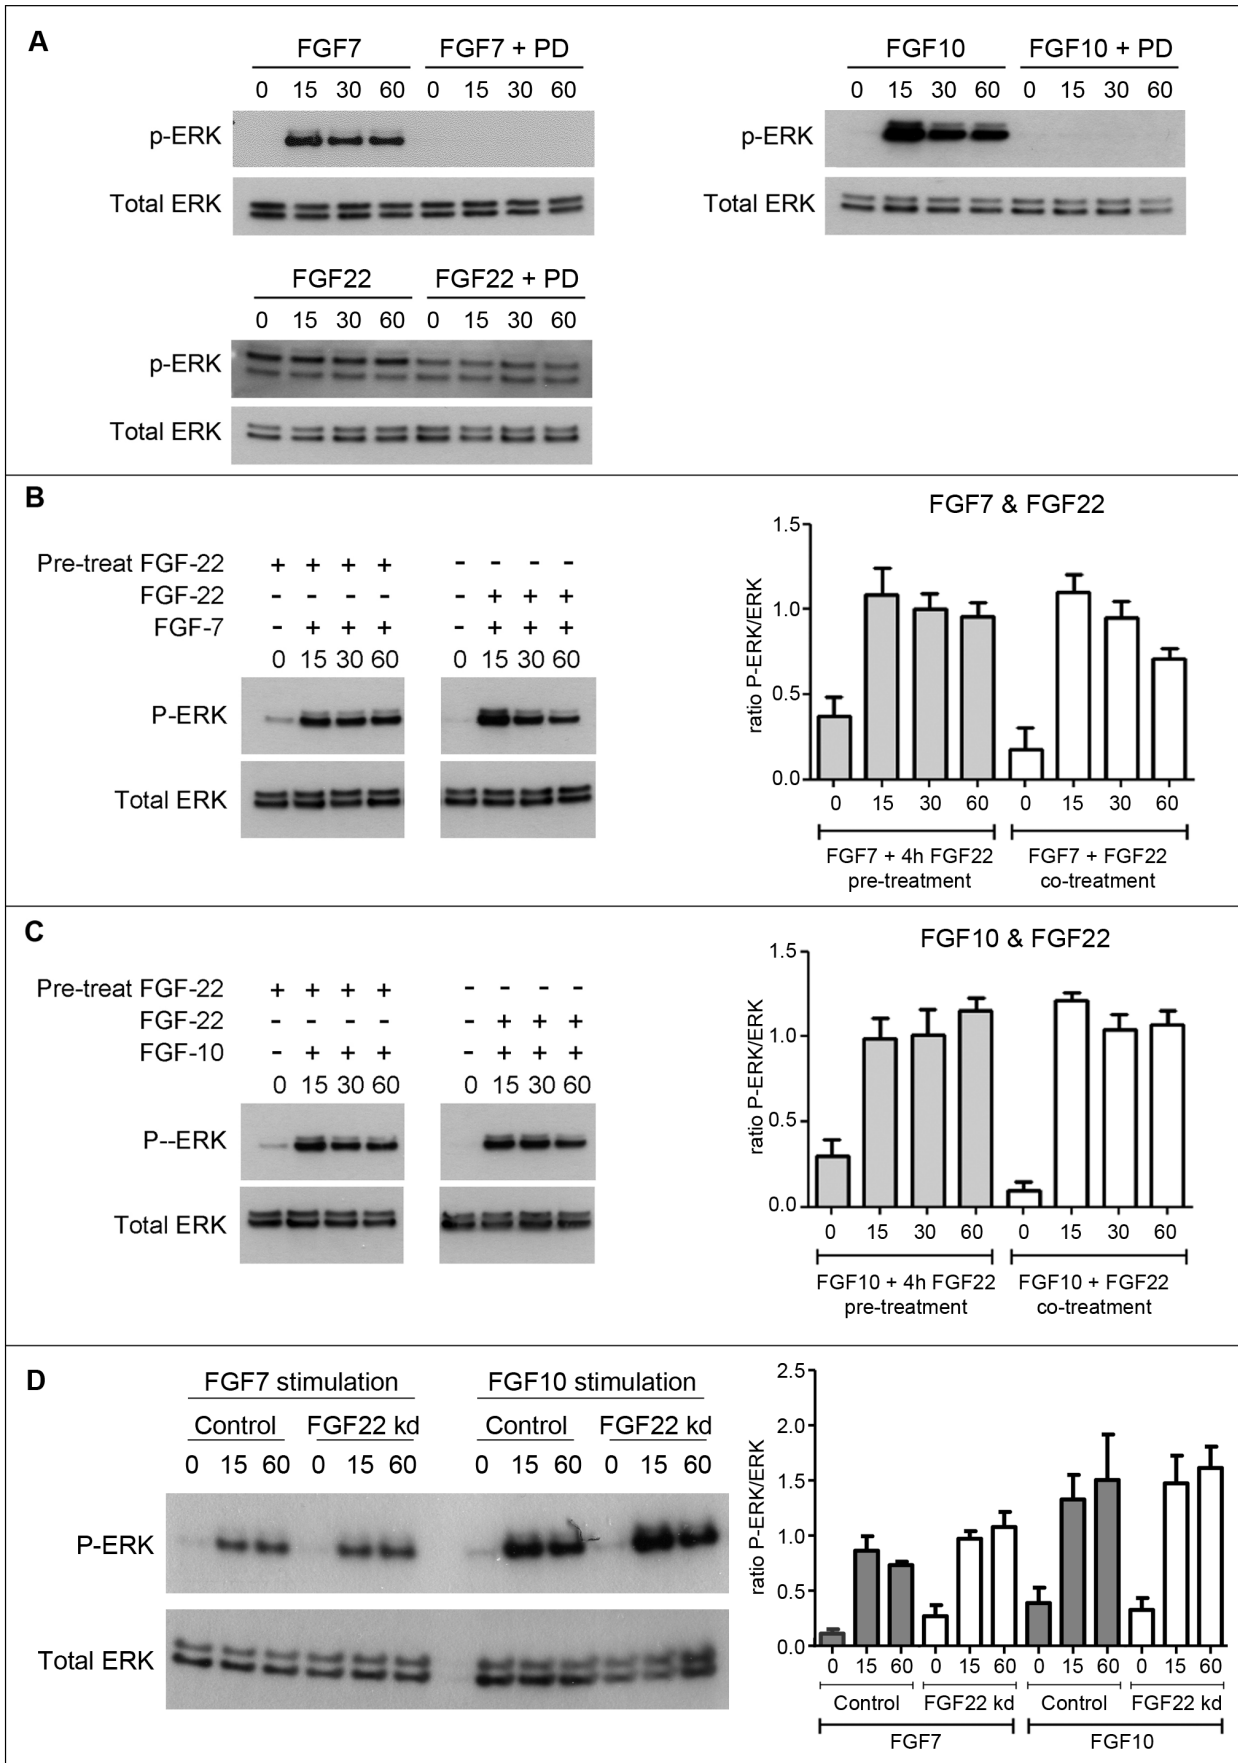 A
FGF7 FGF7 + PD
0 15 30 60 0 15 30 60
p-ERK
Total ERK
FGF10 FGF10 + PD
0 15 30 60 0 15 30 60
p-ERK
Total ERK
FGF22 FGF22 + PD
0 15 30 60 0 15 30 60
p-ERK
Total ERK
B
Pre-treat FGF-22 + + + + - - - -
FGF-22 - - - - - + + +
FGF-7 - + + + - + + +
0 15 30 60 0 15 30 60
P-ERK
Total ERK
FGF7 & FGF22
ratio P-ERK/ERK
1.5
1.0
0.5
0.0
0 15 30 60 0 15 30 60
FGF7 + 4h FGF22 FGF7 + FGF22
pre-treatment co-treatment
C
Pre-treat FGF-22 + + + + - - - -
FGF-22 - - - - - + + +
FGF-10 - + + + - + + +
0 15 30 60 0 15 30 60
P--ERK
Total ERK
FGF10 & FGF22
ratio P-ERK/ERK
1.5
1.0
0.5
0.0
0 15 30 60 0 15 30 60
FGF10 + 4h FGF22 FGF10 + FGF22
pre-treatment co-treatment
D
FGF7 stimulation FGF10 stimulation
Control FGF22 kd Control FGF22 kd
0 15 60 0 15 60 0 15 60 0 15 60
P-ERK
Total ERK
ratio P-ERK/ERK
2.5
2.0
1.5
1.0
0.5
0.0
0 15 60 0 15 60 0 15 60 0 15 60
Control FGF22 kd Control FGF22 kd
FGF7 FGF10